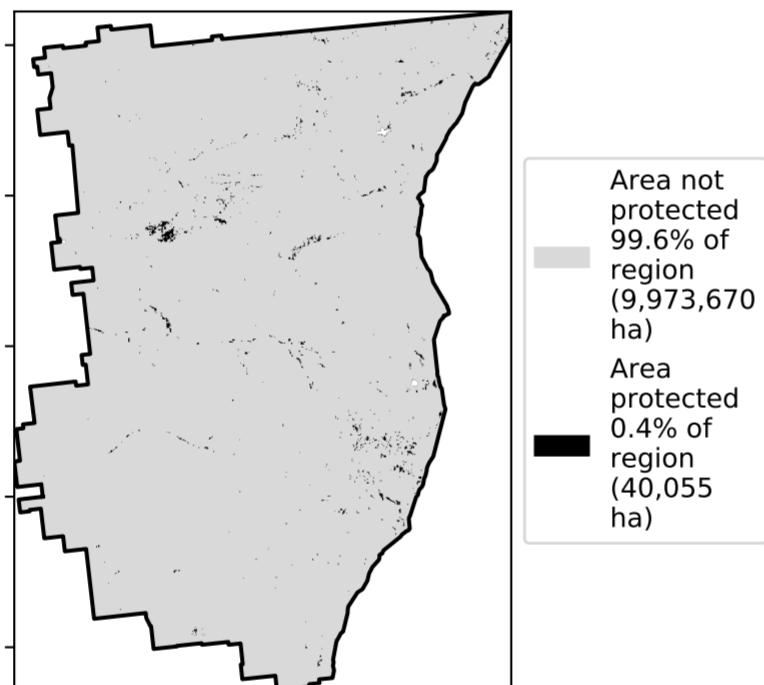 Area not
protected
99.6% of
region
(9,973,670
ha)
Area
protected
0.4% of
region
(40,055
ha)